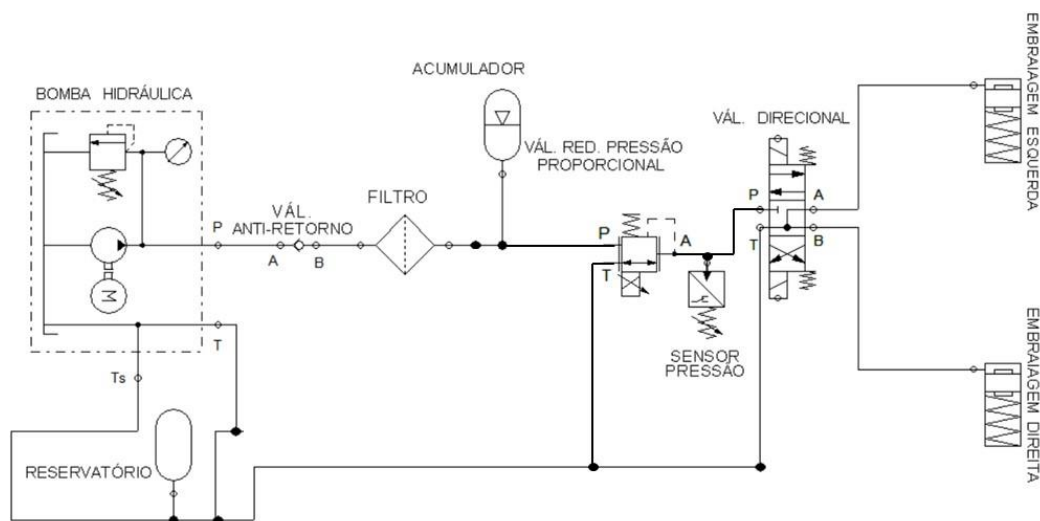 ACUMULADOR
BOMBA HIDRÁULICA
VÁL. DIRECIONAL
VÁL. RED. PRESSÃO
PROPORCIONAL
FILTRO
VÁL.
ANTI-RETORNO
P
A
B
M
T
Ts
P
T
A
P
T
A
B
SENSOR
PRESSÃO
RESERVATÓRIO
EMBRAIAGEM ESQUERDA
EMBRAIAGEM DIREITA